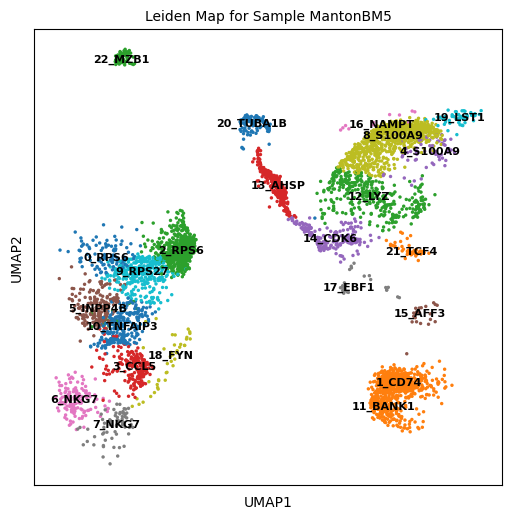 Leiden Map for Sample MantonBM5
22_MZB1
20_TUBA1B
16_NAMPT
19_LST1
8_S100A9
4_S100A9
13_AHSP
12_LYZ
14_CDK6
21_TCF4
2_RPS6
0_RPS6
9_RPS27
17_EBF1
5_INPP4B
15_AFF3
10_TNFAIP3
18_FYN
3_CCL5
1_CD74
6_NKG7
11_BANK1
7_NKG7
UMAP2
UMAP1